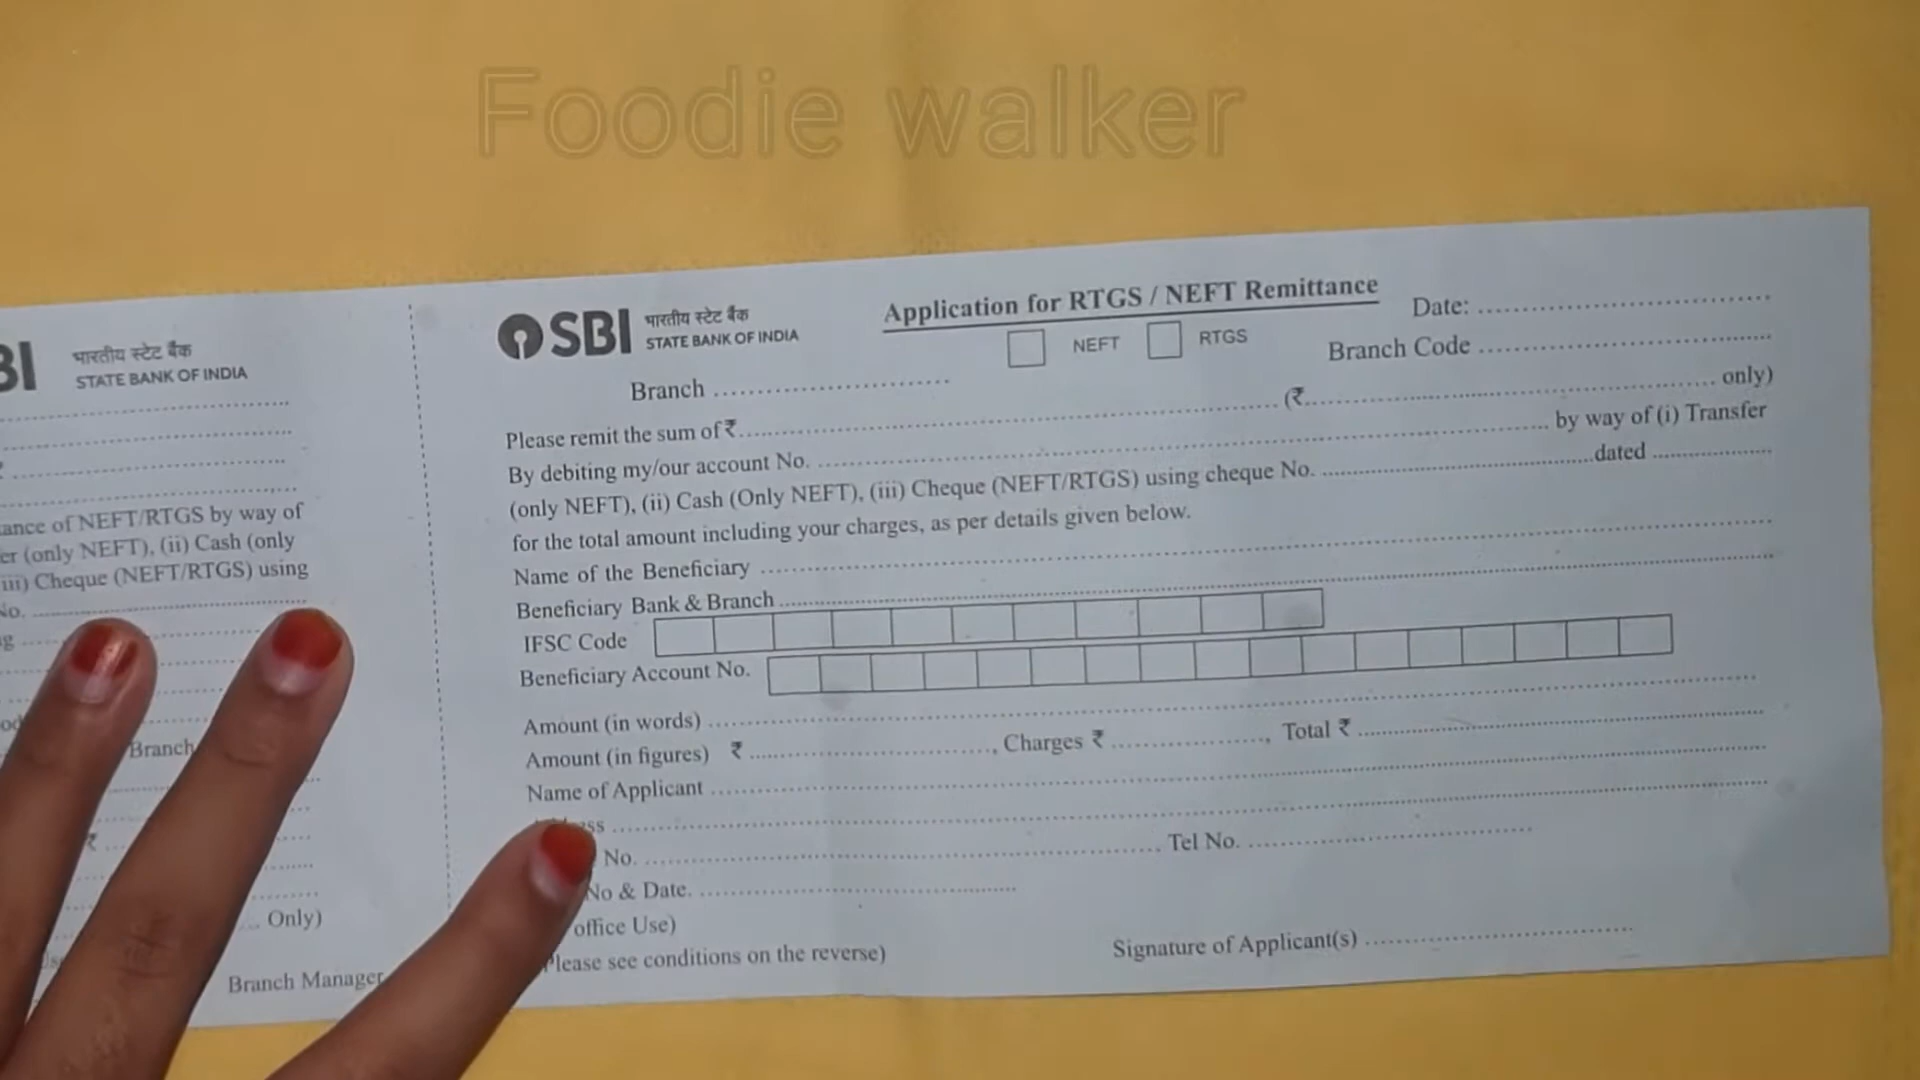 Foodie walker
BI भारतीय स्टेट बैंक
STATE BANK OF INDIA
ance of NEFT/RTGS by way of
er (only NEFT), (ii) Cash (only
iii) Cheque (NEFT/RTGS) using
No.
Branch
₹
Only)
Branch Manager
SBI भारतीय स्टेट बैंक
STATE BANK OF INDIA
Application for RTGS / NEFT Remittance
NEFT RTGS
Date:
Branch Code
Branch
Please remit the sum of ₹ (₹ only)
By debiting my/our account No. by way of (i) Transfer
(only NEFT), (ii) Cash (Only NEFT), (iii) Cheque (NEFT/RTGS) using cheque No. dated
for the total amount including your charges, as per details given below.
Name of the Beneficiary
Beneficiary Bank & Branch
IFSC Code
Beneficiary Account No.
Amount (in words)
Amount (in figures) ₹ , Charges ₹ , Total ₹
Name of Applicant
ss
No. Tel No.
No & Date.
office Use)
Please see conditions on the reverse)
Signature of Applicant(s)